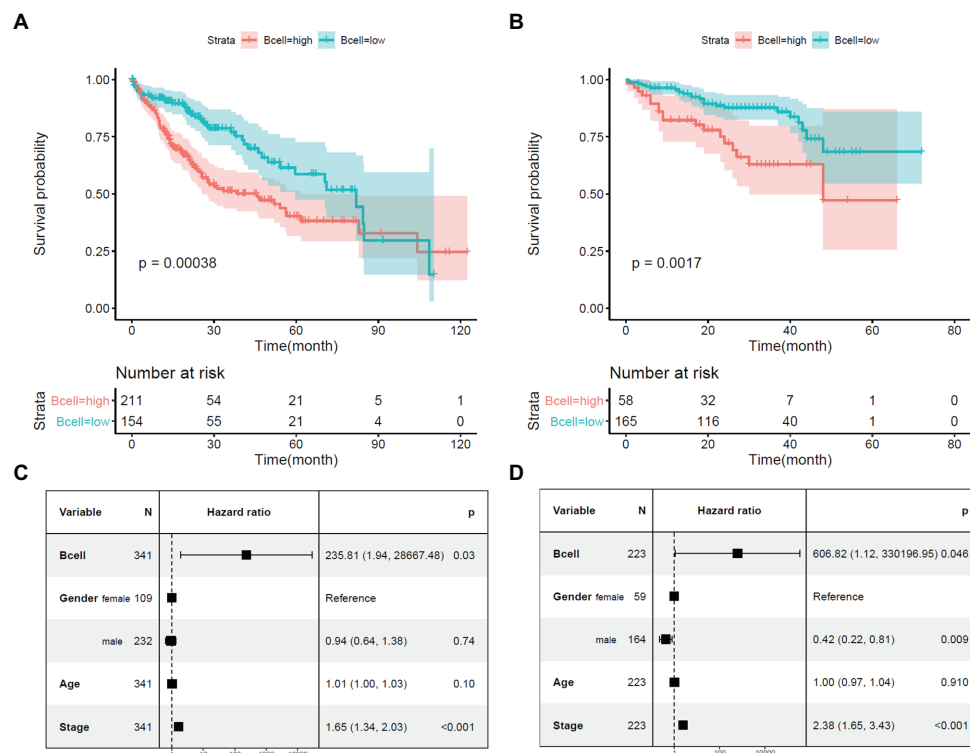 A
Strata Bcell=high Bcell=low
1.00
0.75
0.50
0.25
0.00
Survival probability
p = 0.00038
0 30 60 90 120
Time(month)
Number at risk
Strata
Bcell=high 211 54 21 5 1
Bcell=low 154 55 21 4 0
0 30 60 90 120
Time(month)
B
Strata Bcell=high Bcell=low
1.00
0.75
0.50
0.25
0.00
Survival probability
p = 0.0017
0 20 40 60 80
Time(month)
Number at risk
Strata
Bcell=high 58 32 7 1 0
Bcell=low 165 116 40 1 0
0 20 40 60 80
Time(month)
C
Variable N Hazard ratio p
Bcell 341 235.81 (1.94, 28667.48) 0.03
Gender female 109 Reference
male 232 0.94 (0.64, 1.38) 0.74
Age 341 1.01 (1.00, 1.03) 0.10
Stage 341 1.65 (1.34, 2.03) <0.001
D
Variable N Hazard ratio p
Bcell 223 606.82 (1.12, 330196.95) 0.046
Gender female 59 Reference
male 164 0.42 (0.22, 0.81) 0.009
Age 223 1.00 (0.97, 1.04) 0.910
Stage 223 2.38 (1.65, 3.43) <0.001